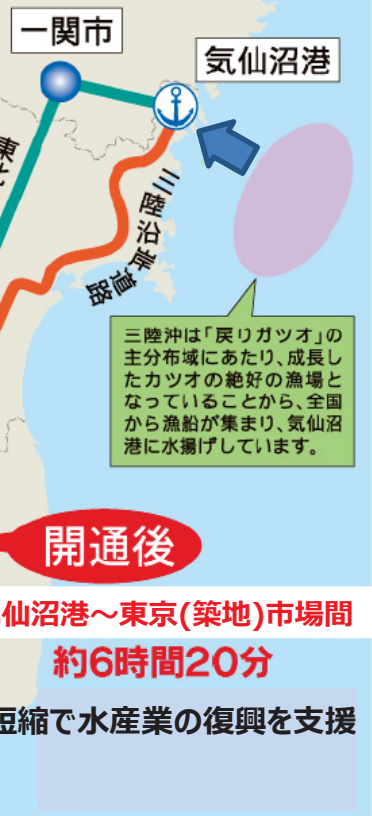 一関市
気仙沼港
東北
三陸沿岸道路
三陸沖は「戻りガツオ」の
主分布域にあたり、成長し
たカツオの絶好の漁場と
なっていることから、全国
から漁船が集まり、気仙沼
港に水揚げしています。
開通後
仙沼港～東京(築地)市場間
約6時間20分
短縮で水産業の復興を支援